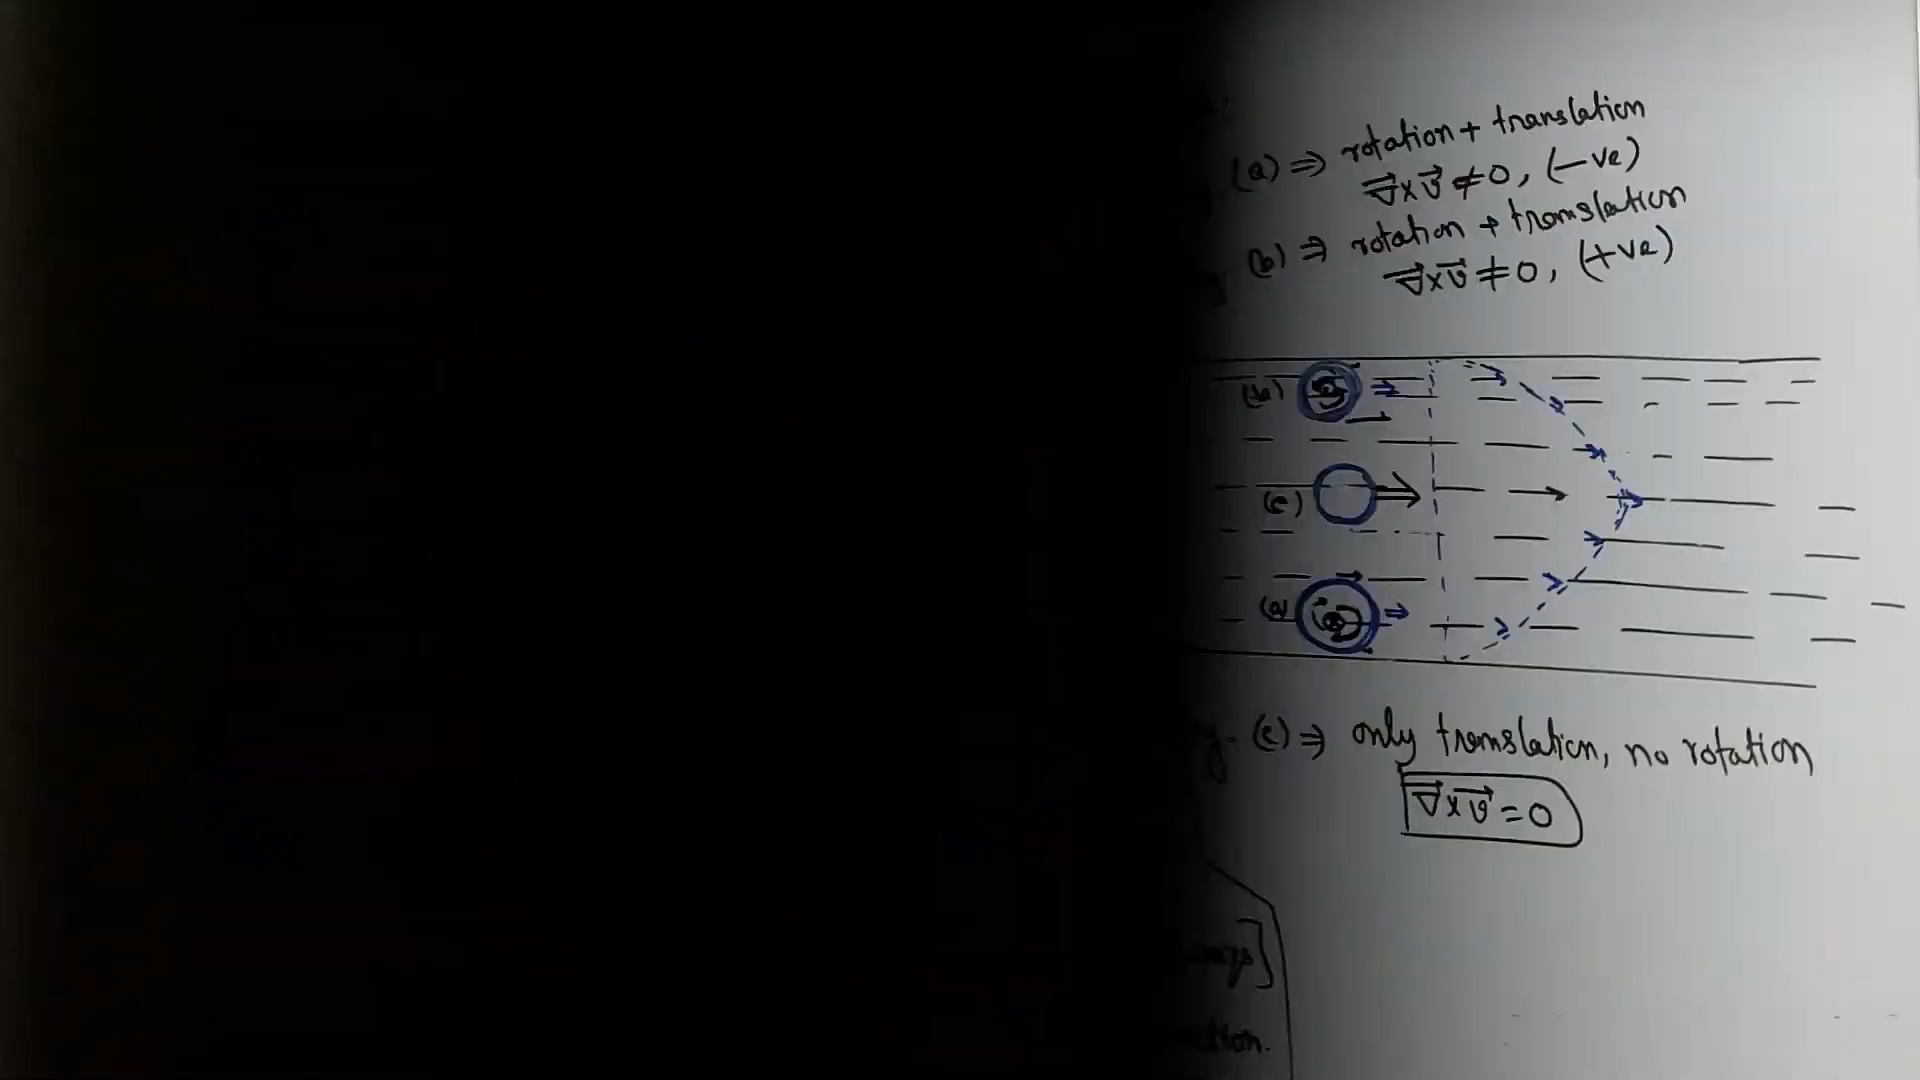 (a) ⇒ rotation + translation
∇⃗×v⃗ ≠ 0, (−ve)
(b) ⇒ rotation + translation
∇⃗×v⃗ ≠ 0, (+ve)
(b)
(c)
(a)
(c) ⇒ only translation, no rotation
∇⃗×v⃗ = 0